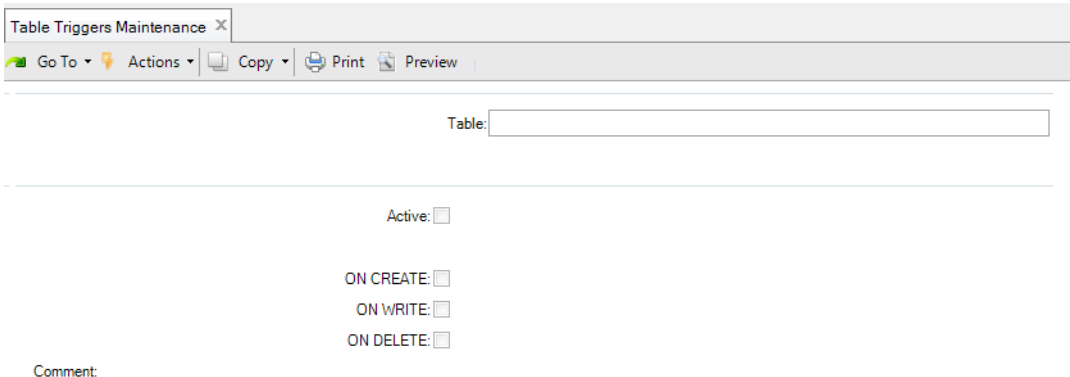 Table Triggers Maintenance X
Go To Actions Copy Print Preview
Table:
Active:
ON CREATE:
ON WRITE:
ON DELETE:
Comment: